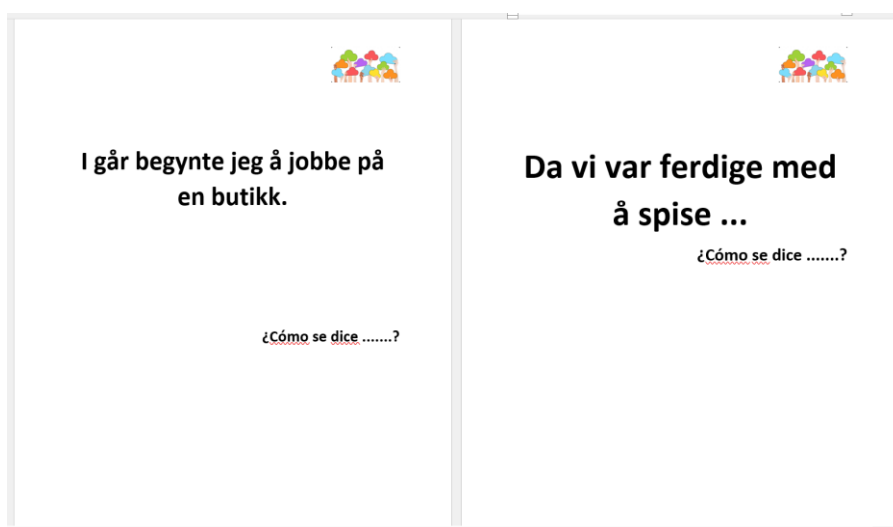 I går begynte jeg å jobbe på
en butikk.
¿Cómo se dice .......?
Da vi var ferdige med
å spise ...
¿Cómo se dice .......?